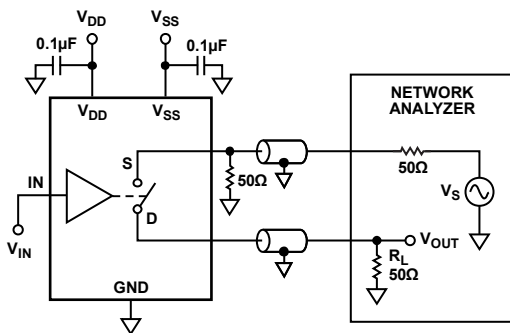 VDD
VSS
0.1µF
0.1µF
VDD
VSS
NETWORK
ANALYZER
S
50Ω
50Ω
IN
VS
D
VOUT
VIN
RL
50Ω
GND